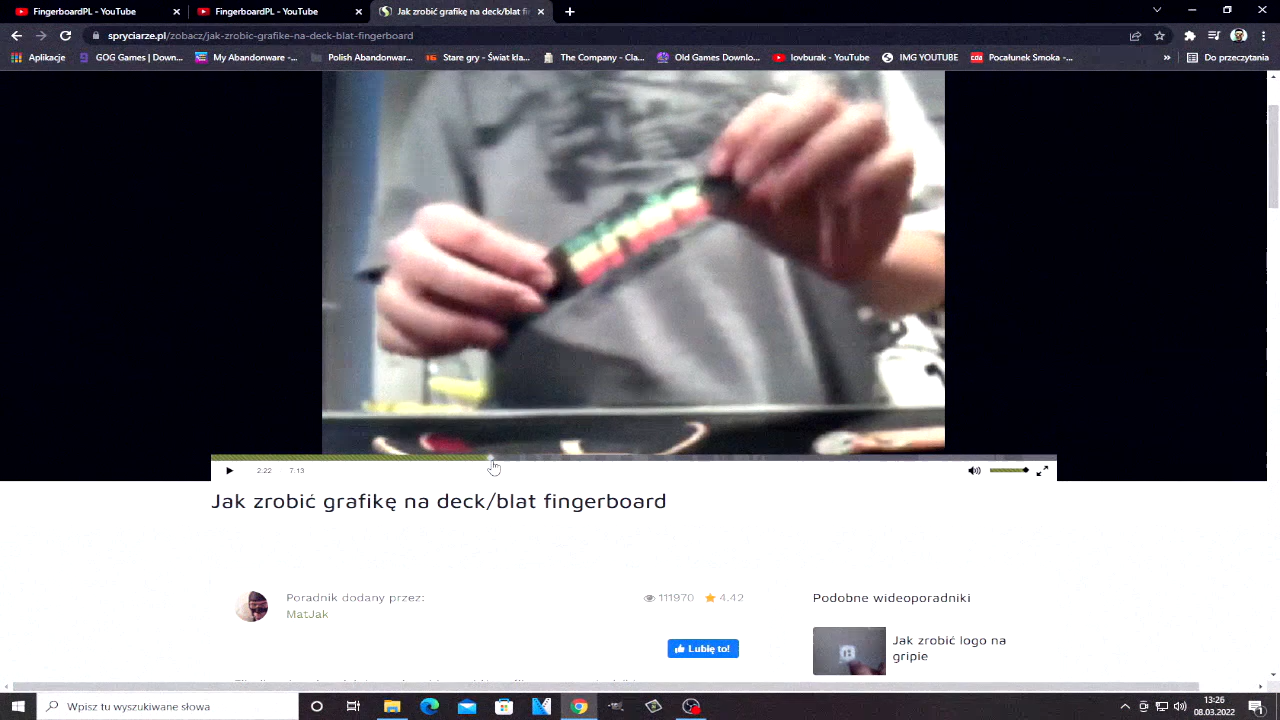 FingerboardPL - YouTube
FingerboardPL - YouTube
Jak zrobić grafikę na deck/blat fi
spryciarze.pl/zobacz/jak-zrobic-grafike-na-deck-blat-fingerboard
Aplikacje
GOG Games | Down...
My Abandonware -...
Polish Abandonwar...
Stare gry - Świat kla...
The Company - Cla...
Old Games Downlo...
lovburak - YouTube
IMG YOUTUBE
cda Pocałunek Smoka -...
»
Do przeczytania
2:22 7:13
Jak zrobić grafikę na deck/blat fingerboard
Poradnik dodany przez:
MatJak
111970
4.42
Lubię to!
Podobne wideoporadniki
Jak zrobić logo na
gripie
Wpisz tu wyszukiwane słowa
13:26
08.03.2022